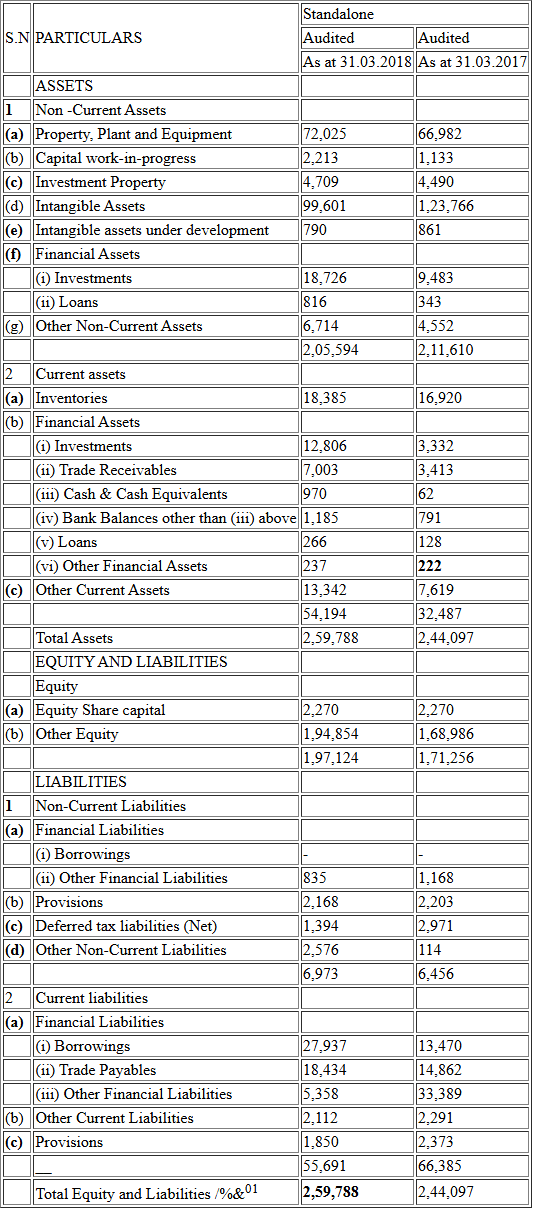 Standalone
S.N PARTICULARS Audited Audited
As at 31.03.2018 As at 31.03.2017
ASSETS
1 Non -Current Assets
(a) Property, Plant and Equipment 72,025 66,982
(b) Capital work-in-progress 2,213 1,133
(c) Investment Property 4,709 4,490
(d) Intangible Assets 99,601 1,23,766
(e) Intangible assets under development 790 861
(f) Financial Assets
(i) Investments 18,726 9,483
(ii) Loans 816 343
(g) Other Non-Current Assets 6,714 4,552
2,05,594 2,11,610
2 Current assets
(a) Inventories 18,385 16,920
(b) Financial Assets
(i) Investments 12,806 3,332
(ii) Trade Receivables 7,003 3,413
(iii) Cash & Cash Equivalents 970 62
(iv) Bank Balances other than (iii) above 1,185 791
(v) Loans 266 128
(vi) Other Financial Assets 237 222
(c) Other Current Assets 13,342 7,619
54,194 32,487
Total Assets 2,59,788 2,44,097
EQUITY AND LIABILITIES
Equity
(a) Equity Share capital 2,270 2,270
(b) Other Equity 1,94,854 1,68,986
1,97,124 1,71,256
LIABILITIES
1 Non-Current Liabilities
(a) Financial Liabilities
(i) Borrowings - -
(ii) Other Financial Liabilities 835 1,168
(b) Provisions 2,168 2,203
(c) Deferred tax liabilities (Net) 1,394 2,971
(d) Other Non-Current Liabilities 2,576 114
6,973 6,456
2 Current liabilities
(a) Financial Liabilities
(i) Borrowings 27,937 13,470
(ii) Trade Payables 18,434 14,862
(iii) Other Financial Liabilities 5,358 33,389
(b) Other Current Liabilities 2,112 2,291
(c) Provisions 1,850 2,373
__ 55,691 66,385
Total Equity and Liabilities /%&01 2,59,788 2,44,097